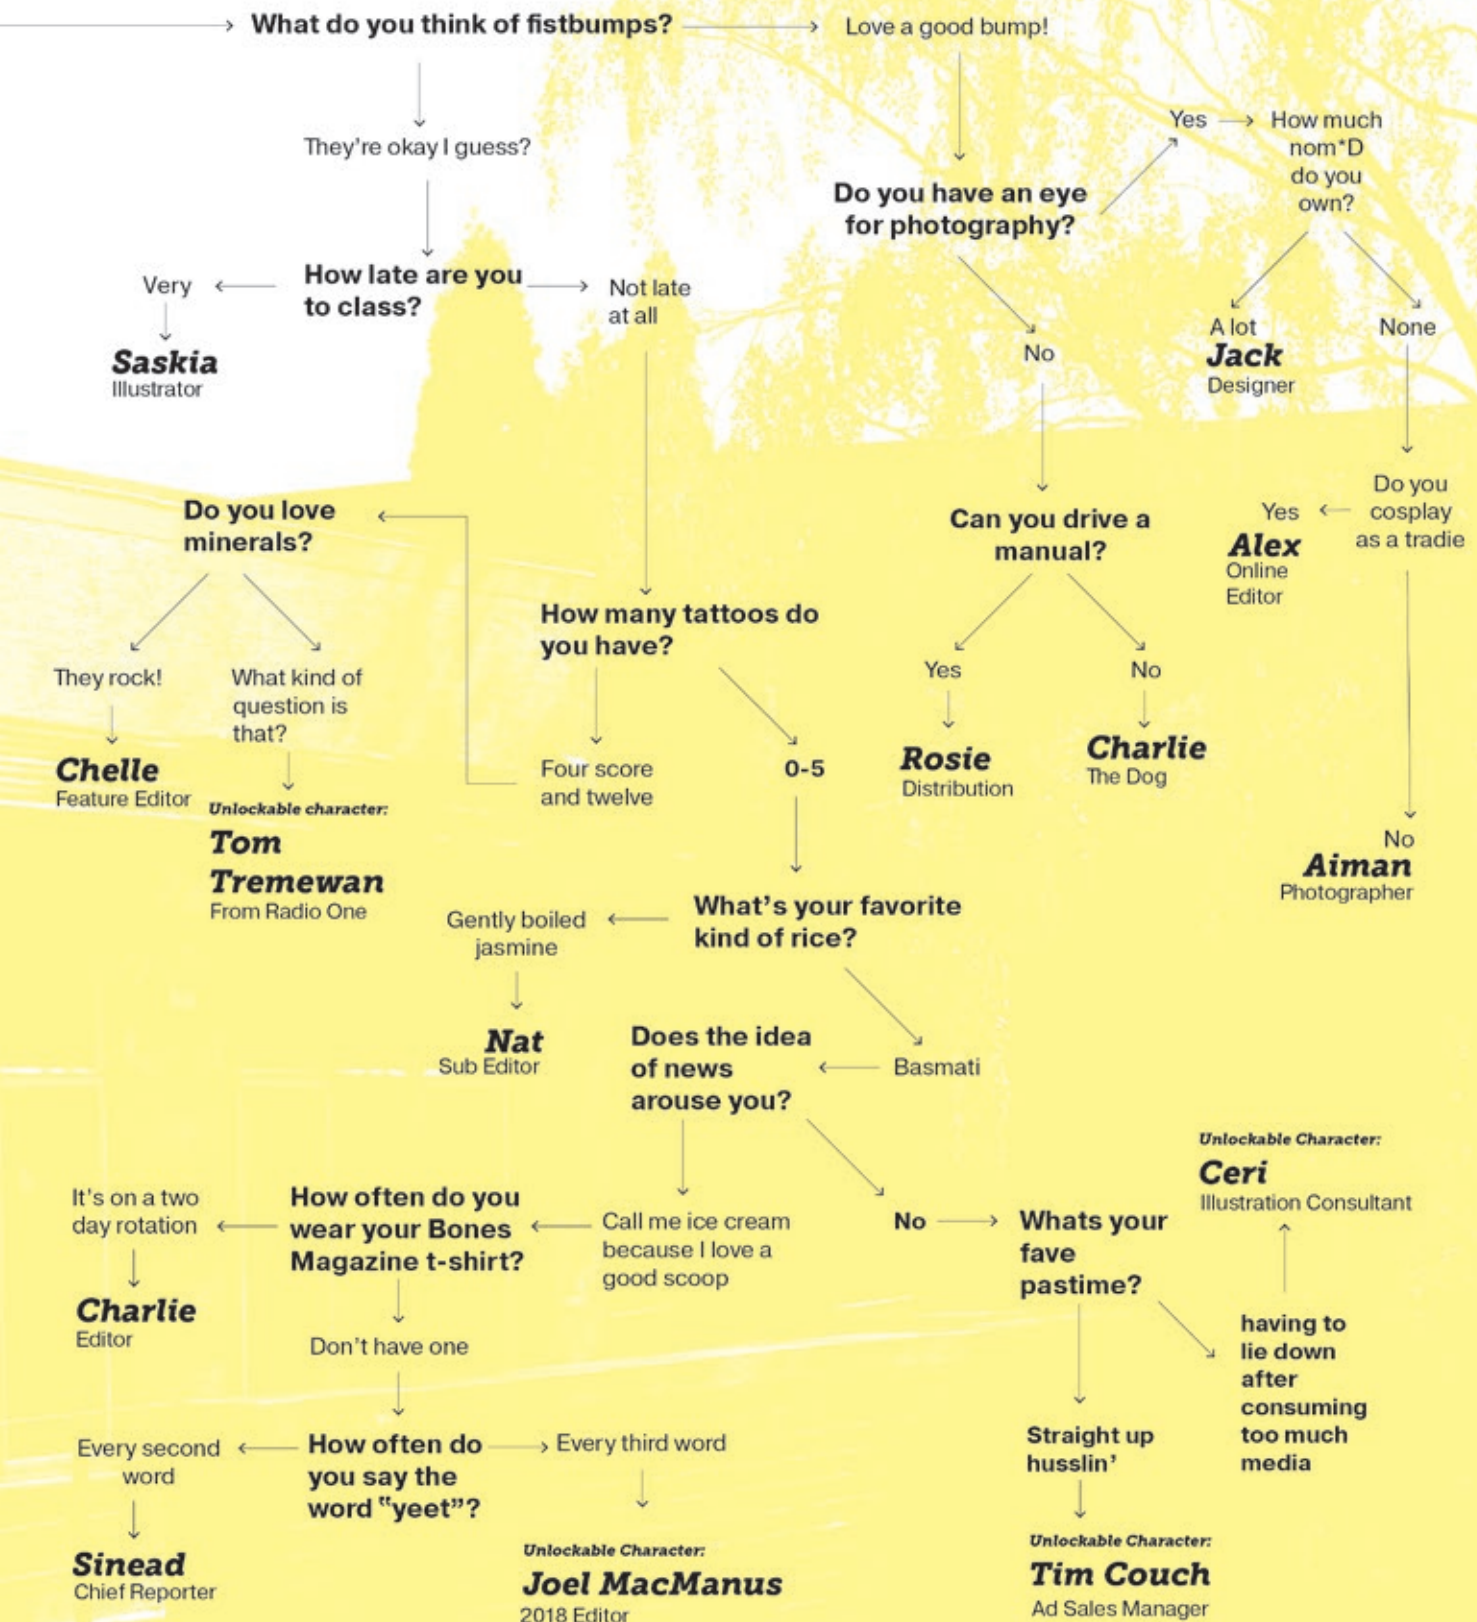 What do you think of fistbumps?
Love a good bump!
They're okay I guess?
Yes
How much
nom*D
do you
own?
Do you have an eye
for photography?
Very
How late are you
to class?
Not late
at all
Saskia
Illustrator
No
A lot
Jack
Designer
None
Do you love
minerals?
Can you drive a
manual?
Yes
Alex
Online
Editor
Do you
cosplay
as a tradie
How many tattoos do
you have?
They rock!
What kind of
question is
that?
Yes
No
Chelle
Feature Editor
Unlockable character:
Tom
Tremewan
From Radio One
Four score
and twelve
0-5
Rosie
Distribution
Charlie
The Dog
No
Aiman
Photographer
Gently boiled
jasmine
What's your favorite
kind of rice?
Nat
Sub Editor
Does the idea
of news
arouse you?
Basmati
Unlockable Character:
Ceri
Illustration Consultant
It's on a two
day rotation
How often do you
wear your Bones
Magazine t-shirt?
Call me ice cream
because I love a
good scoop
No
Whats your
fave
pastime?
Charlie
Editor
Don't have one
having to
lie down
after
consuming
too much
media
Straight up
husslin'
Every second
word
How often do
you say the
word "yeet"?
Every third word
Sinead
Chief Reporter
Unlockable Character:
Joel MacManus
2018 Editor
Unlockable Character:
Tim Couch
Ad Sales Manager